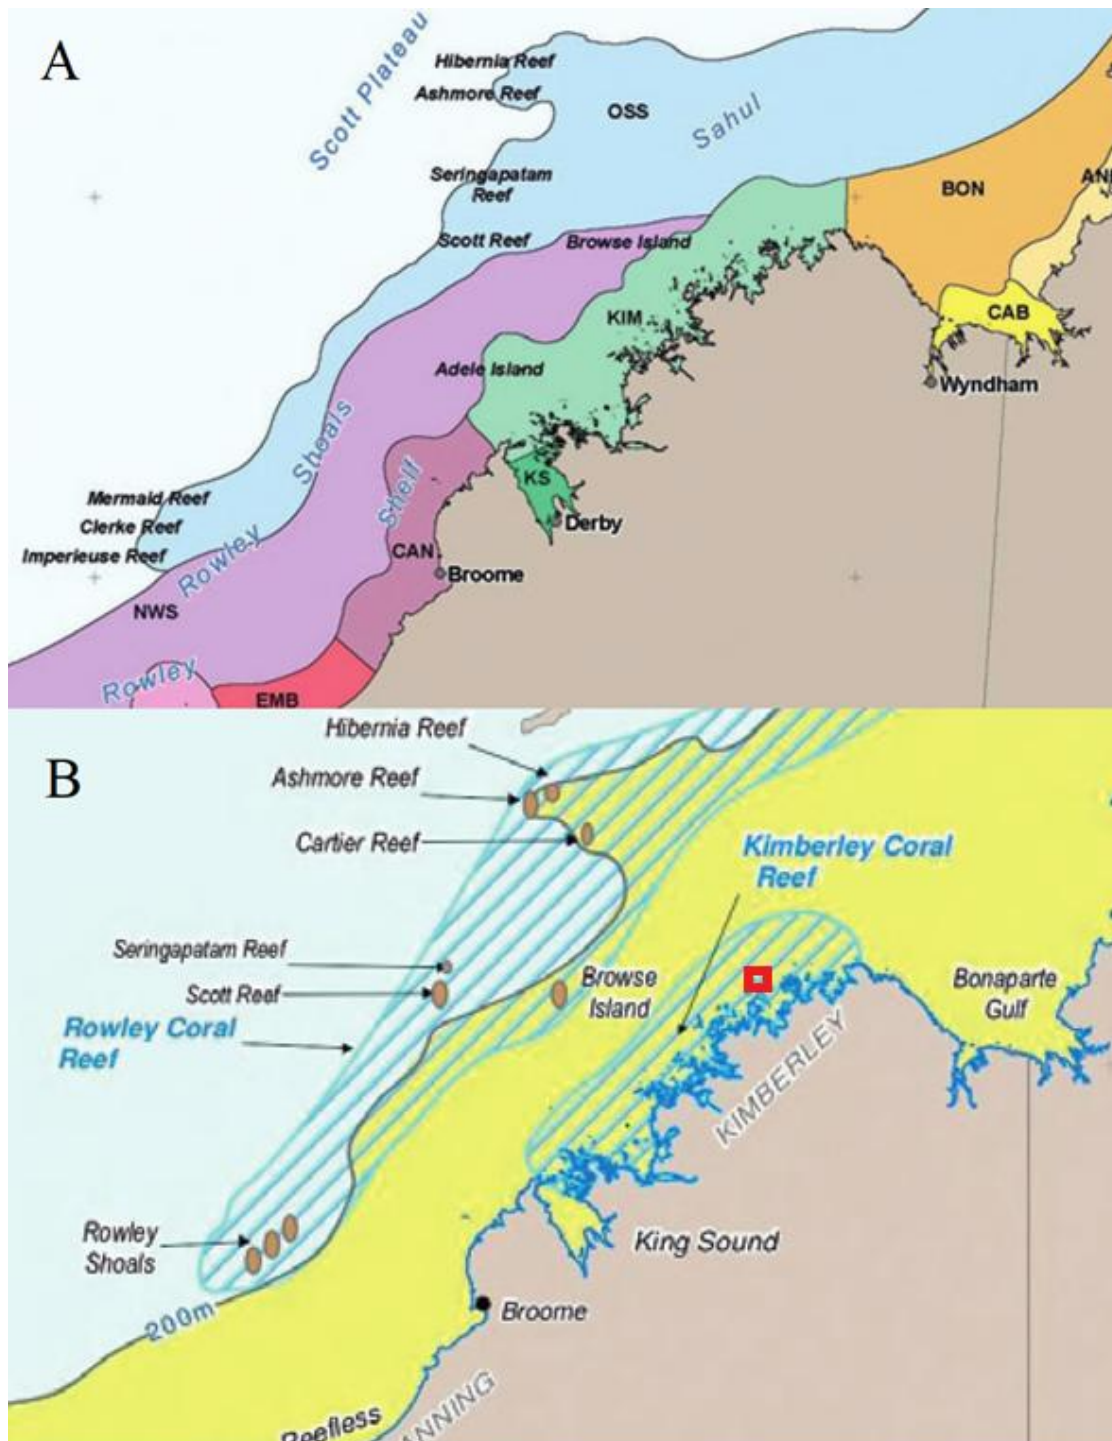 A
Scott Plateau
Hibernia Reef
Ashmore Reef
OSS
Sahul
Seringapatam
Reef
BON
Scott Reef
Browse Island
KIM
CAB
Adele Island
Wyndham
Shoals
Shelf
KS
Mermaid Reef
Clerke Reef
Derby
Imperieuse Reef
Rowley
CAN
Broome
NWS
Rowley
EMB
B
Hibernia Reef
Ashmore Reef
Cartier Reef
Kimberley Coral
Reef
Seringapatam Reef
Scott Reef
Browse
Island
Bonaparte
Gulf
Rowley Coral
Reef
KIMBERLEY
Rowley
Shoals
King Sound
200m
Broome
Reefless
ANNING